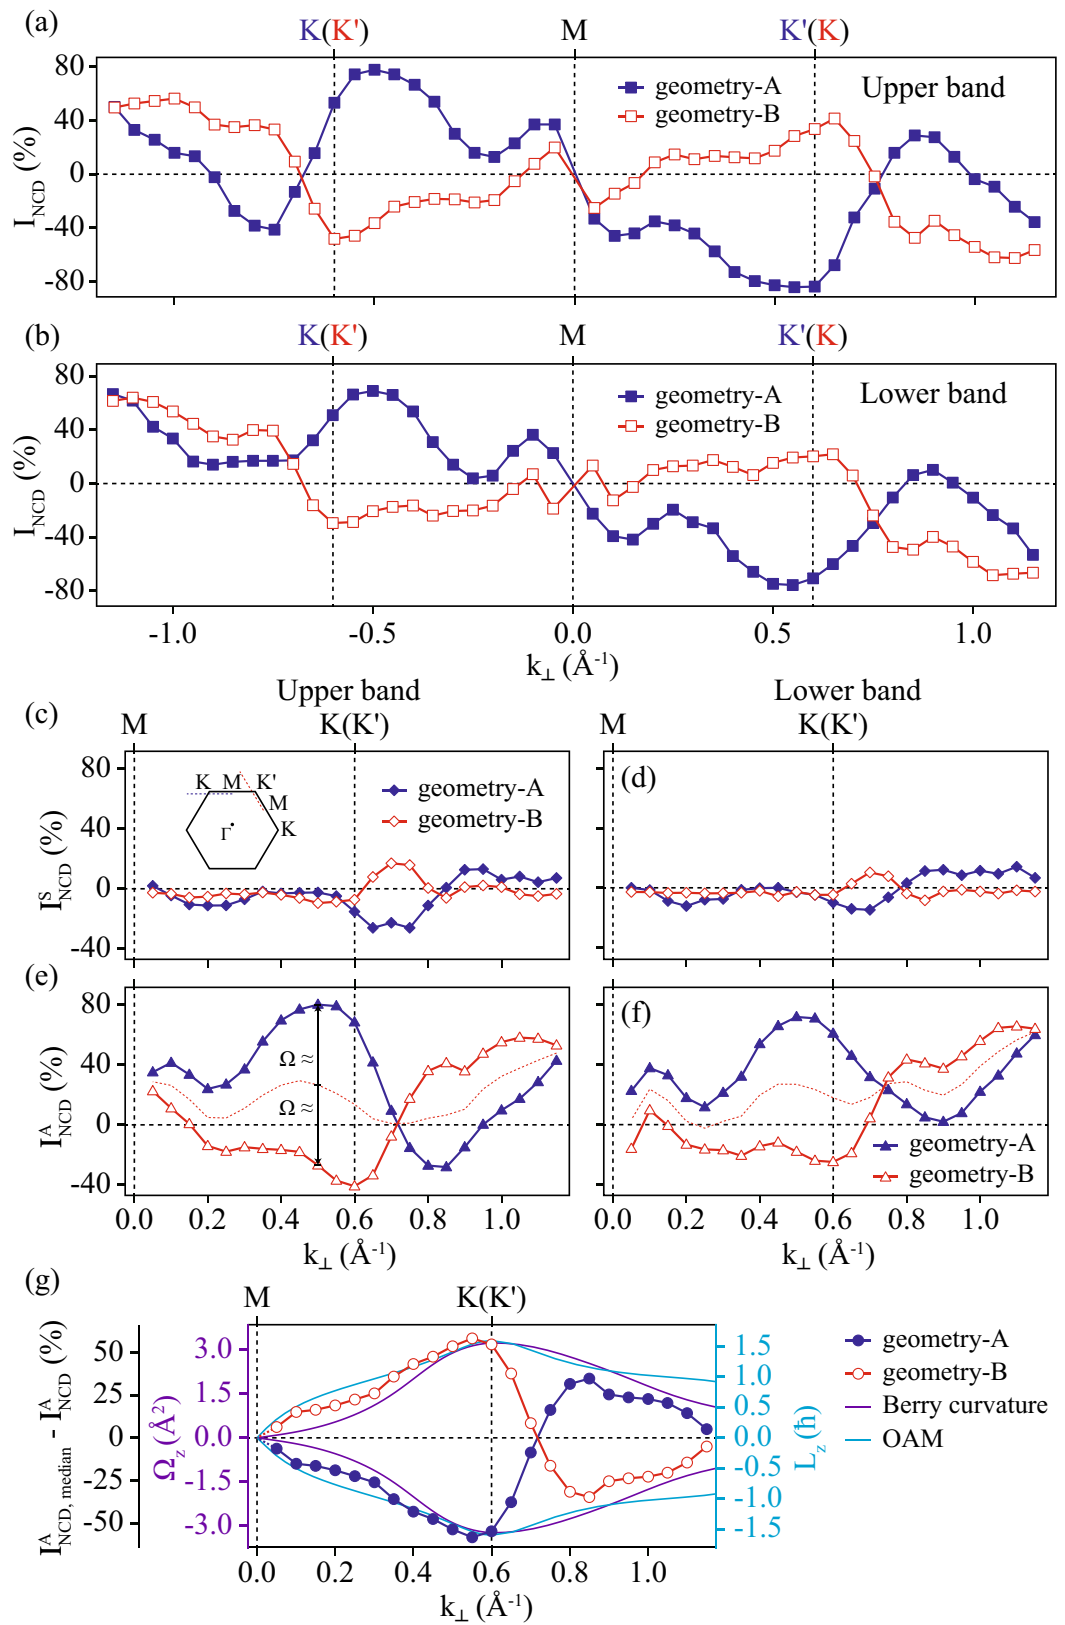 (a)
K(K') M K'(K)
80
40
0
-40
-80
I_NCD (%)
geometry-A
geometry-B
Upper band
(b)
K(K') M K'(K)
80
40
0
-40
-80
I_NCD (%)
geometry-A
geometry-B
Lower band
-1.0 -0.5 0.0 0.5 1.0
k⊥ (Å⁻¹)
Upper band Lower band
(c)
M K(K') M K(K')
80
40
0
-40
I^S_NCD (%)
K M K'
M
Γ K
geometry-A
geometry-B
(d)
(e)
80
40
0
-40
I^A_NCD (%)
Ω ≈
Ω ≈
0.0 0.2 0.4 0.6 0.8 1.0
k⊥ (Å⁻¹)
(f)
geometry-A
geometry-B
0.0 0.2 0.4 0.6 0.8 1.0
k⊥ (Å⁻¹)
(g)
M K(K')
I^A_NCD, median - I^A_NCD (%)
50
25
0
-25
-50
Ω_z (Å²)
3.0
1.5
0.0
-1.5
-3.0
1.5
1.0
0.5
0.0
-0.5
-1.0
-1.5
L_z (ħ)
geometry-A
geometry-B
Berry curvature
OAM
0.0 0.2 0.4 0.6 0.8 1.0
k⊥ (Å⁻¹)